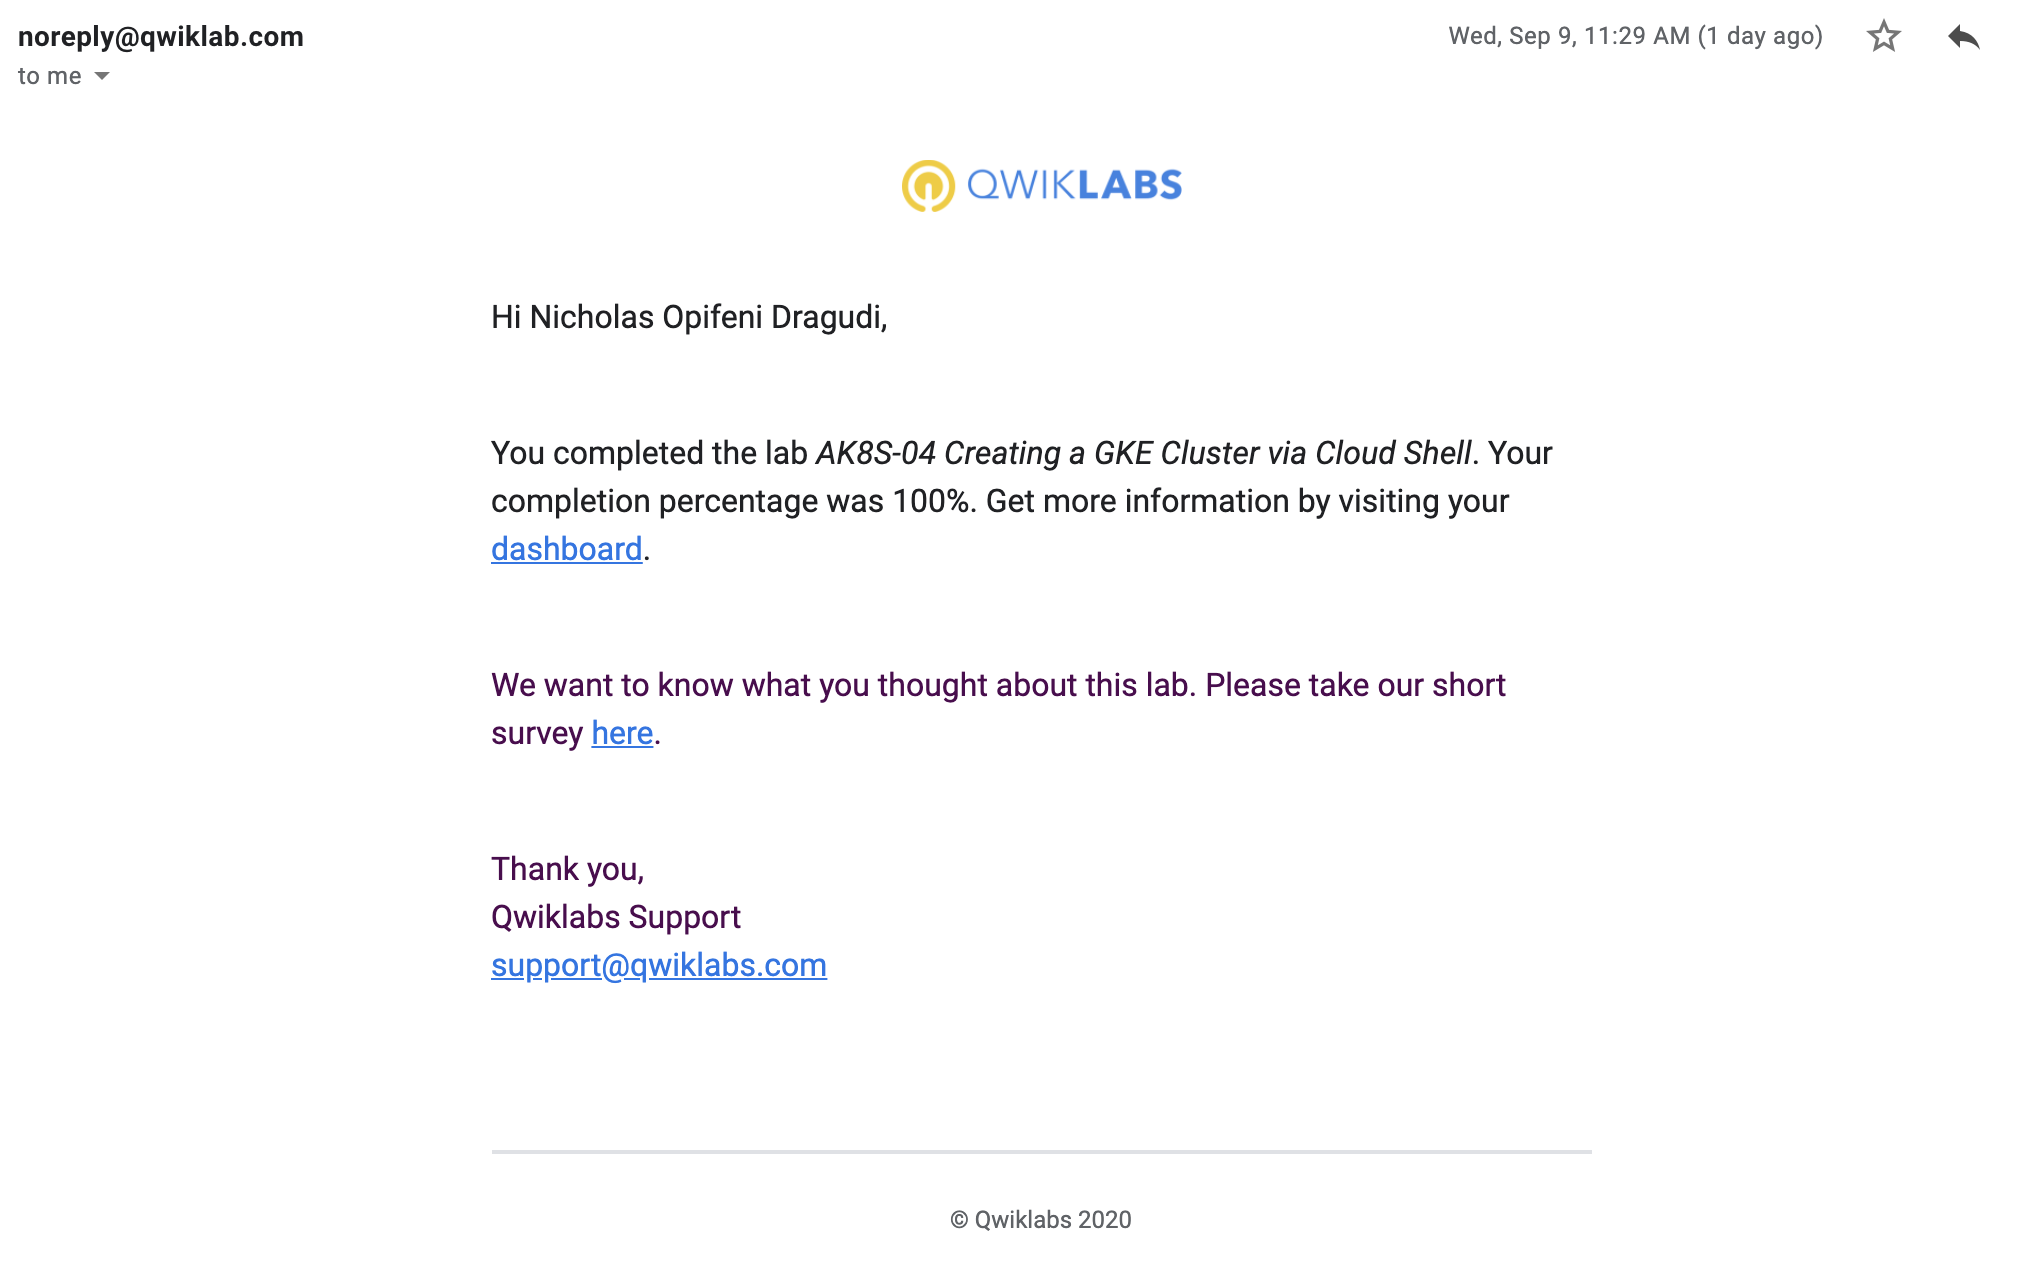 noreply@qwiklab.com
Wed, Sep 9, 11:29 AM (1 day ago)
to me
QWIKLABS
Hi Nicholas Opifeni Dragudi,
You completed the lab AK8S-04 Creating a GKE Cluster via Cloud Shell. Your
completion percentage was 100%. Get more information by visiting your
dashboard.
We want to know what you thought about this lab. Please take our short
survey here.
Thank you,
Qwiklabs Support
support@qwiklabs.com
© Qwiklabs 2020